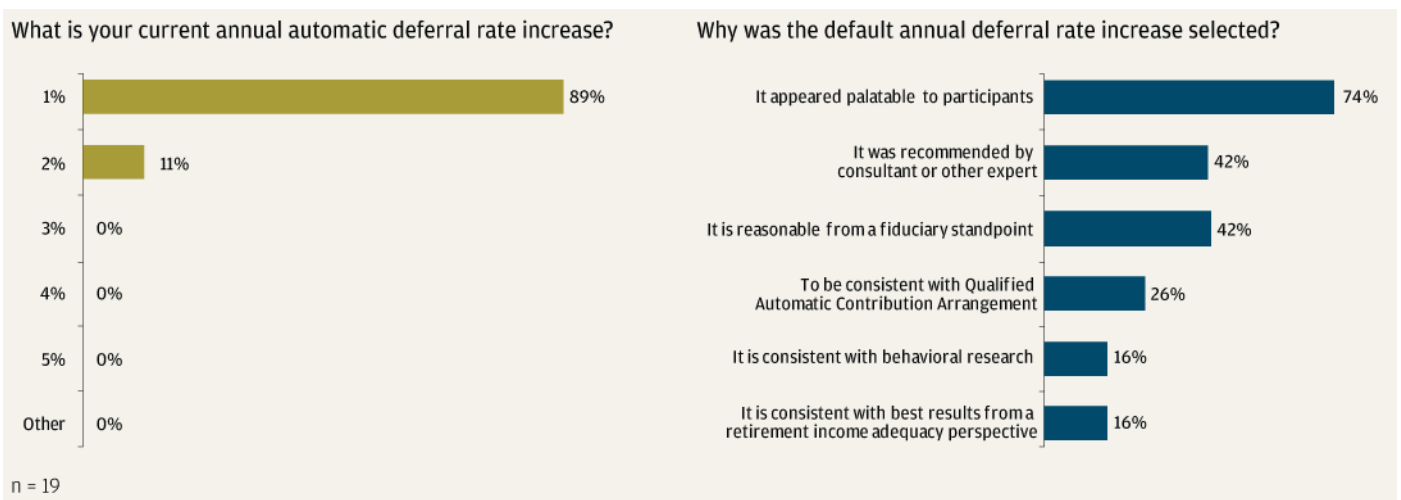 What is your current annual automatic deferral rate increase?
1%
89%
2%
11%
3%
0%
4%
0%
5%
0%
Other
0%
n = 19
Why was the default annual deferral rate increase selected?
It appeared palatable to participants
74%
It was recommended by
consultant or other expert
42%
It is reasonable from a fiduciary standpoint
42%
To be consistent with Qualified
Automatic Contribution Arrangement
26%
It is consistent with behavioral research
16%
It is consistent with best results from a
retirement income adequacy perspective
16%